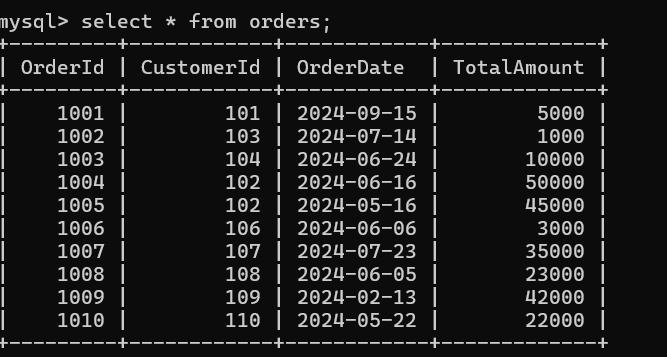 mysql> select * from orders;
+---------+------------+------------+-------------+
| OrderId | CustomerId | OrderDate  | TotalAmount |
+---------+------------+------------+-------------+
|    1001 |        101 | 2024-09-15 |        5000 |
|    1002 |        103 | 2024-07-14 |        1000 |
|    1003 |        104 | 2024-06-24 |       10000 |
|    1004 |        102 | 2024-06-16 |       50000 |
|    1005 |        102 | 2024-05-16 |       45000 |
|    1006 |        106 | 2024-06-06 |        3000 |
|    1007 |        107 | 2024-07-23 |       35000 |
|    1008 |        108 | 2024-06-05 |       23000 |
|    1009 |        109 | 2024-02-13 |       42000 |
|    1010 |        110 | 2024-05-22 |       22000 |
+---------+------------+------------+-------------+